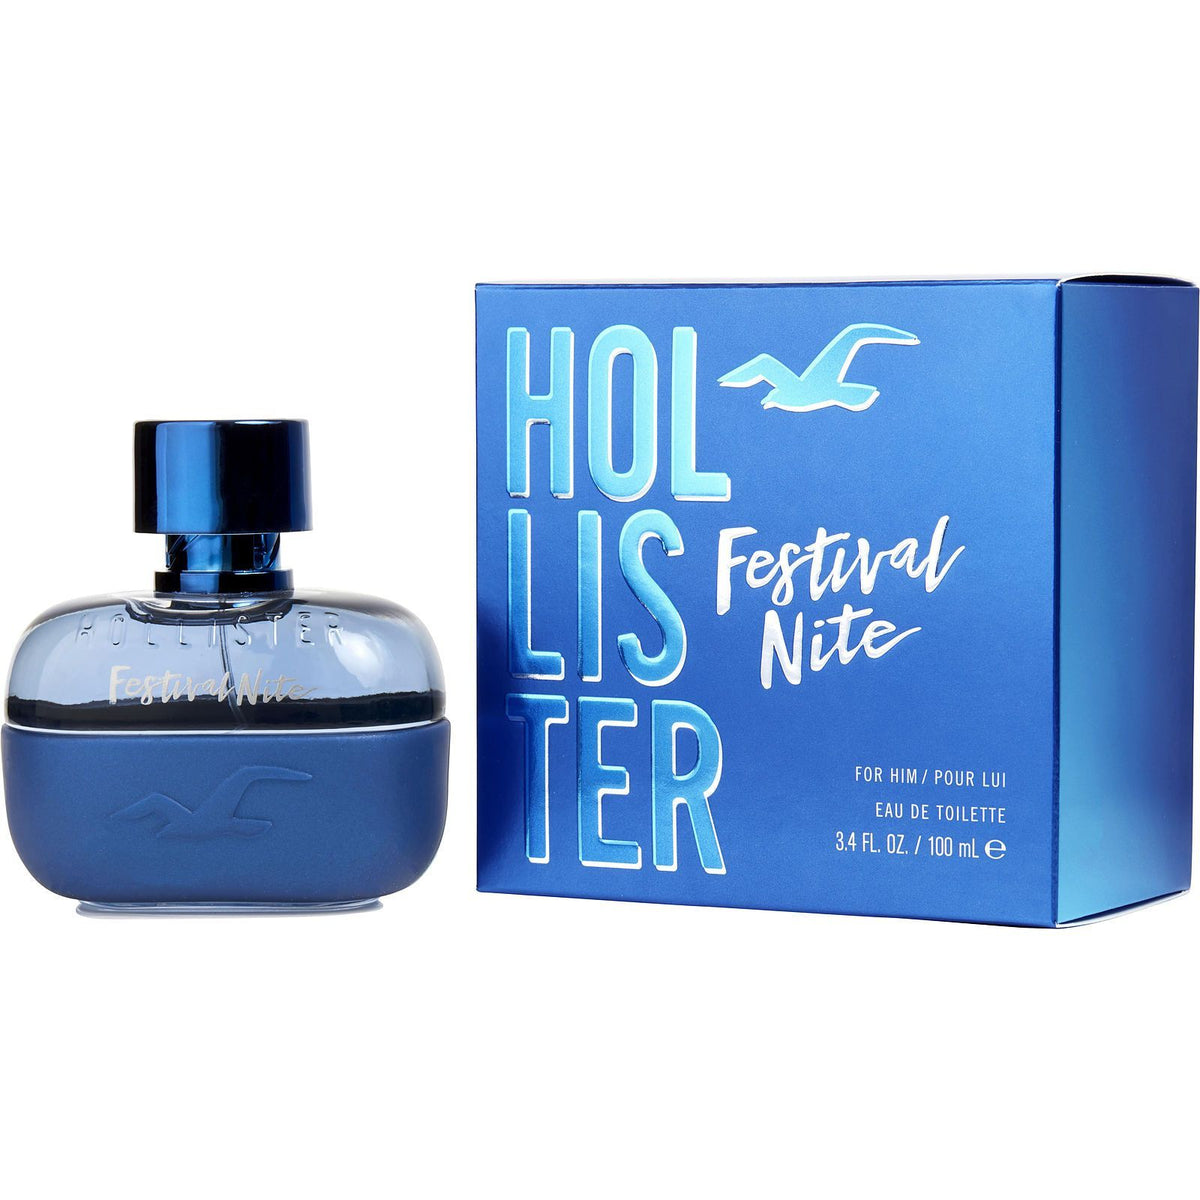 HOLLISTER
Festival Nite
HOL
LIS
TER
Festival
Nite
FOR HIM / POUR LUI
EAU DE TOILETTE
3.4 FL. OZ. / 100 mL ℮